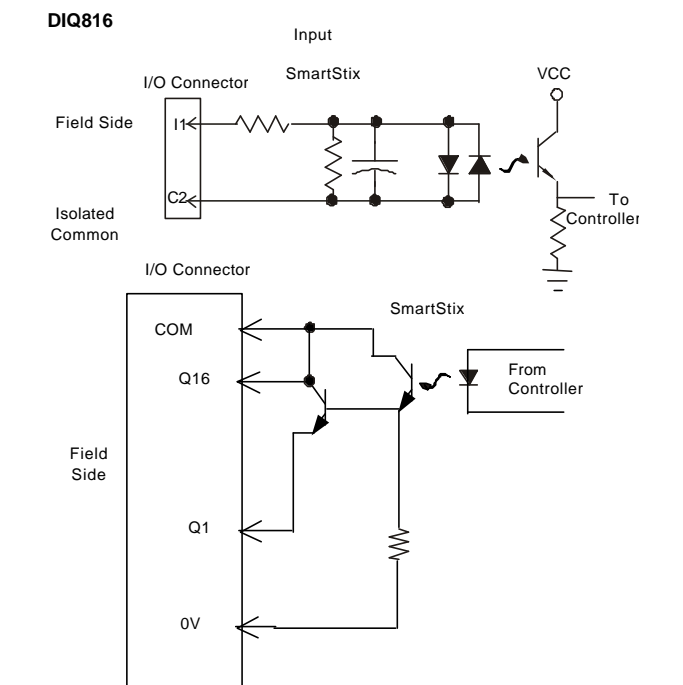 DIQ816
Input
SmartStix
VCC
I/O Connector
Field Side
I1
C2
To
Controller
Isolated
Common
I/O Connector
SmartStix
COM
Q16
From
Controller
Field
Side
Q1
0V